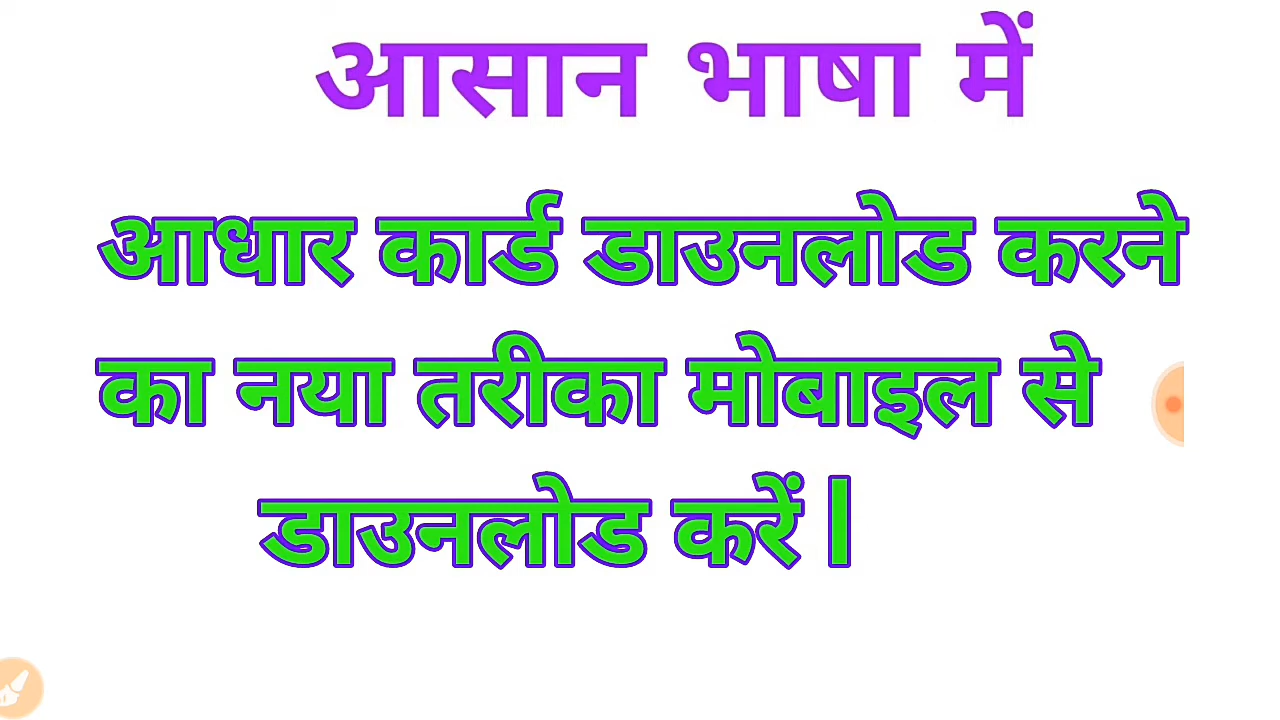 आसान भाषा में
आधार कार्ड डाउनलोड करने
का नया तरीका मोबाइल से
डाउनलोड करें।